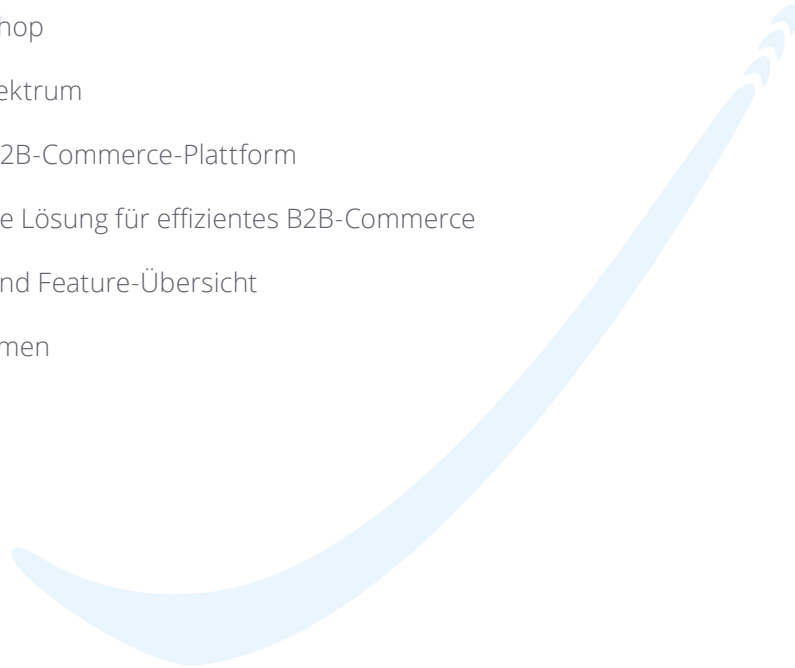 hop
ektrum
2B-Commerce-Plattform
e Lösung für effizientes B2B-Commerce
nd Feature-Übersicht
men